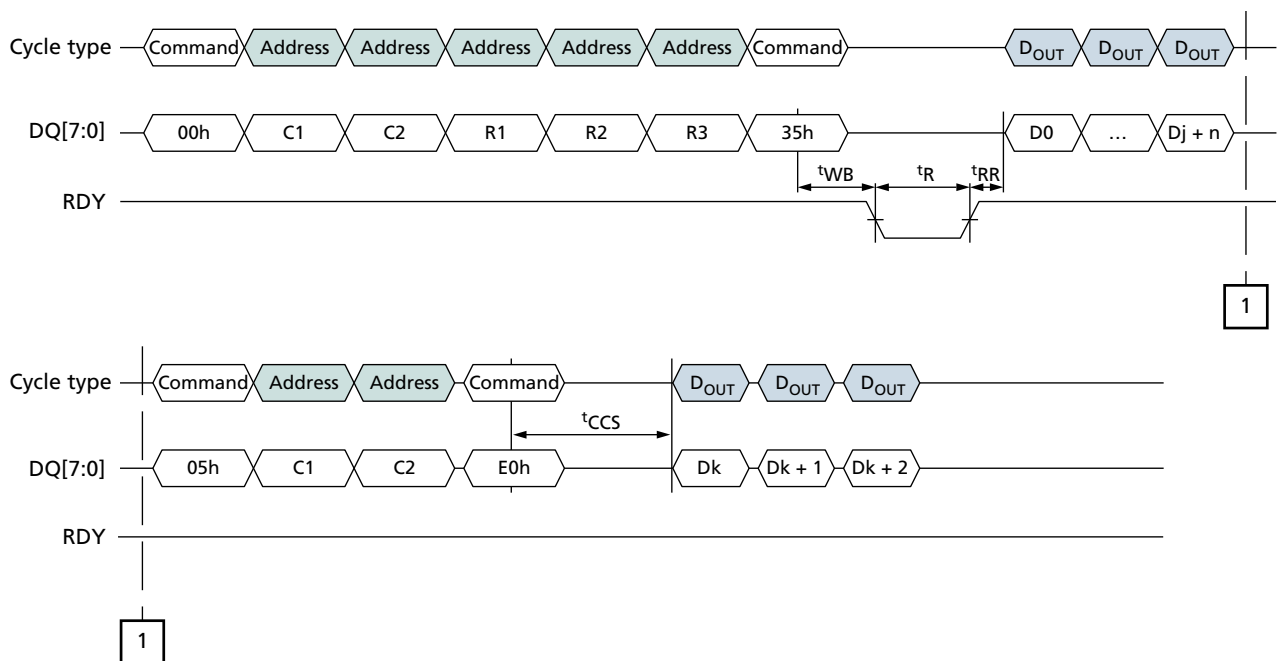 Cycle type Command Address Address Address Address Address Command DOUT DOUT DOUT
DQ[7:0] 00h C1 C2 R1 R2 R3 35h D0 … Dj + n
tWB tR tRR
RDY
1
Cycle type Command Address Address Command DOUT DOUT DOUT
tCCS
DQ[7:0] 05h C1 C2 E0h Dk Dk + 1 Dk + 2
RDY
1